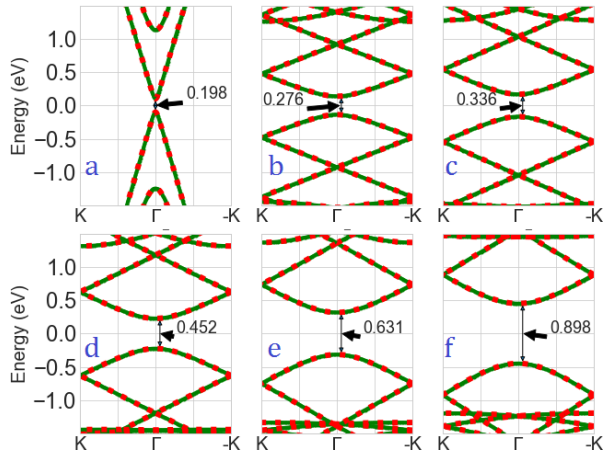 Energy (eV)
1.0
0.5
0.0
−0.5
−1.0
0.198
0.276
0.336
a
b
c
K
Γ
-K
K
Γ
-K
K
Γ
-K
Energy (eV)
1.0
0.5
0.0
−0.5
−1.0
0.452
0.631
0.898
d
e
f
K
Γ
-K
K
Γ
-K
K
Γ
-K